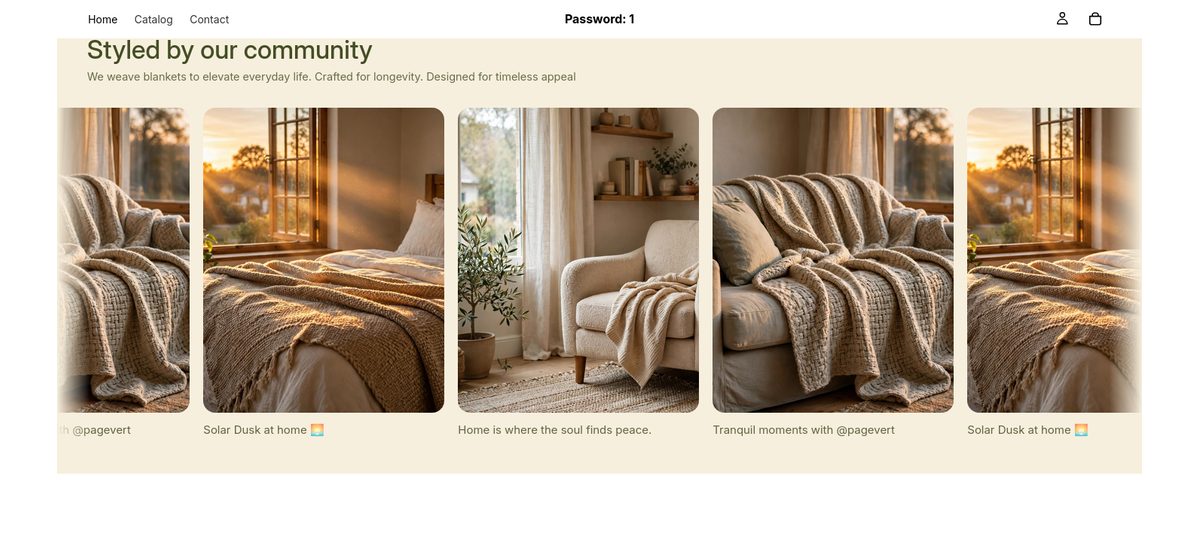 Home Catalog Contact Password: 1
Styled by our community
We weave blankets to elevate everyday life. Crafted for longevity. Designed for timeless appeal
@pagevert
Solar Dusk at home 🌅
Home is where the soul finds peace.
Tranquil moments with @pagevert
Solar Dusk at home 🌅